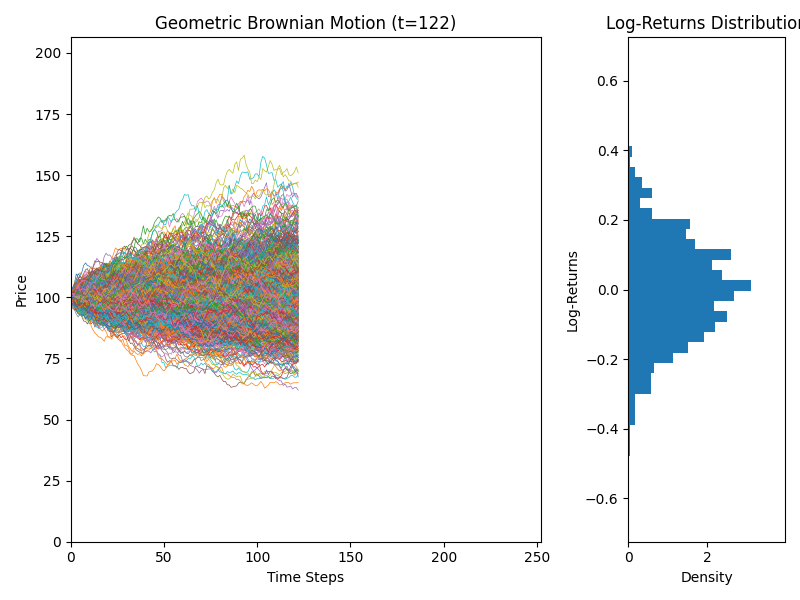 Geometric Brownian Motion (t=122)
Log-Returns Distribution
200
175
150
125
100
75
50
25
0
Price
0 50 100 150 200 250
Time Steps
0.6
0.4
0.2
0.0
−0.2
−0.4
−0.6
Log-Returns
0 2
Density